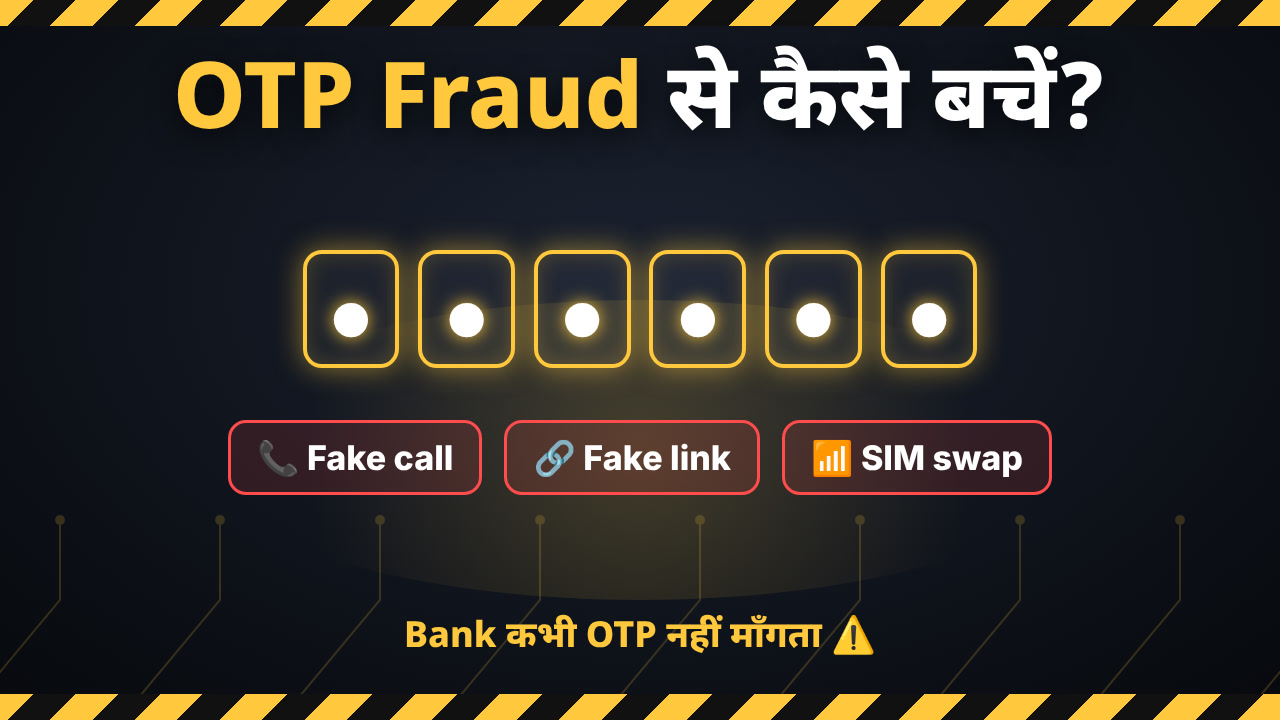 OTP Fraud से कैसे बचें?
📞 Fake call
🔗 Fake link
📶 SIM swap
Bank कभी OTP नहीं माँगता ⚠️